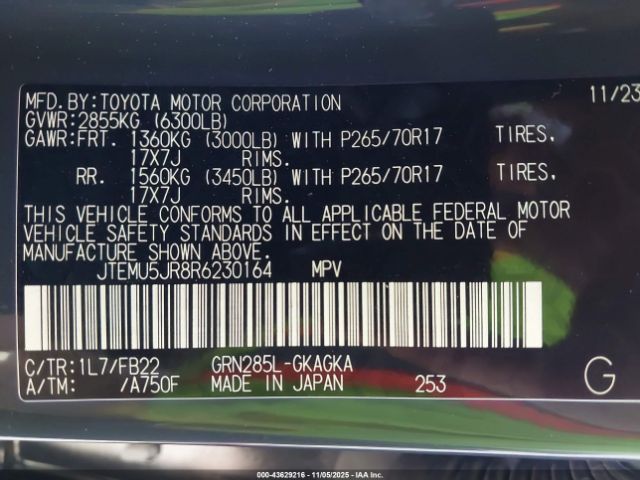 MFD.BY:TOYOTA MOTOR CORPORATION 11/23
GVWR:2855KG (6300LB)
GAWR:FRT. 1360KG (3000LB) WITH P265/70R17 TIRES,
17X7J RIMS.
RR. 1560KG (3450LB) WITH P265/70R17 TIRES,
17X7J RIMS.
THIS VEHICLE CONFORMS TO ALL APPLICABLE FEDERAL MOTOR
VEHICLE SAFETY STANDARDS IN EFFECT ON THE DATE OF
MANUFACTURE SHOWN ABOVE.
JTEMU5JR8R6230164 MPV
C/TR:1L7/FB22 GRN285L-GKAGKA
A/TM: /A750F MADE IN JAPAN 253 G
000-43629216 - 11/05/2025 - IAA Inc.